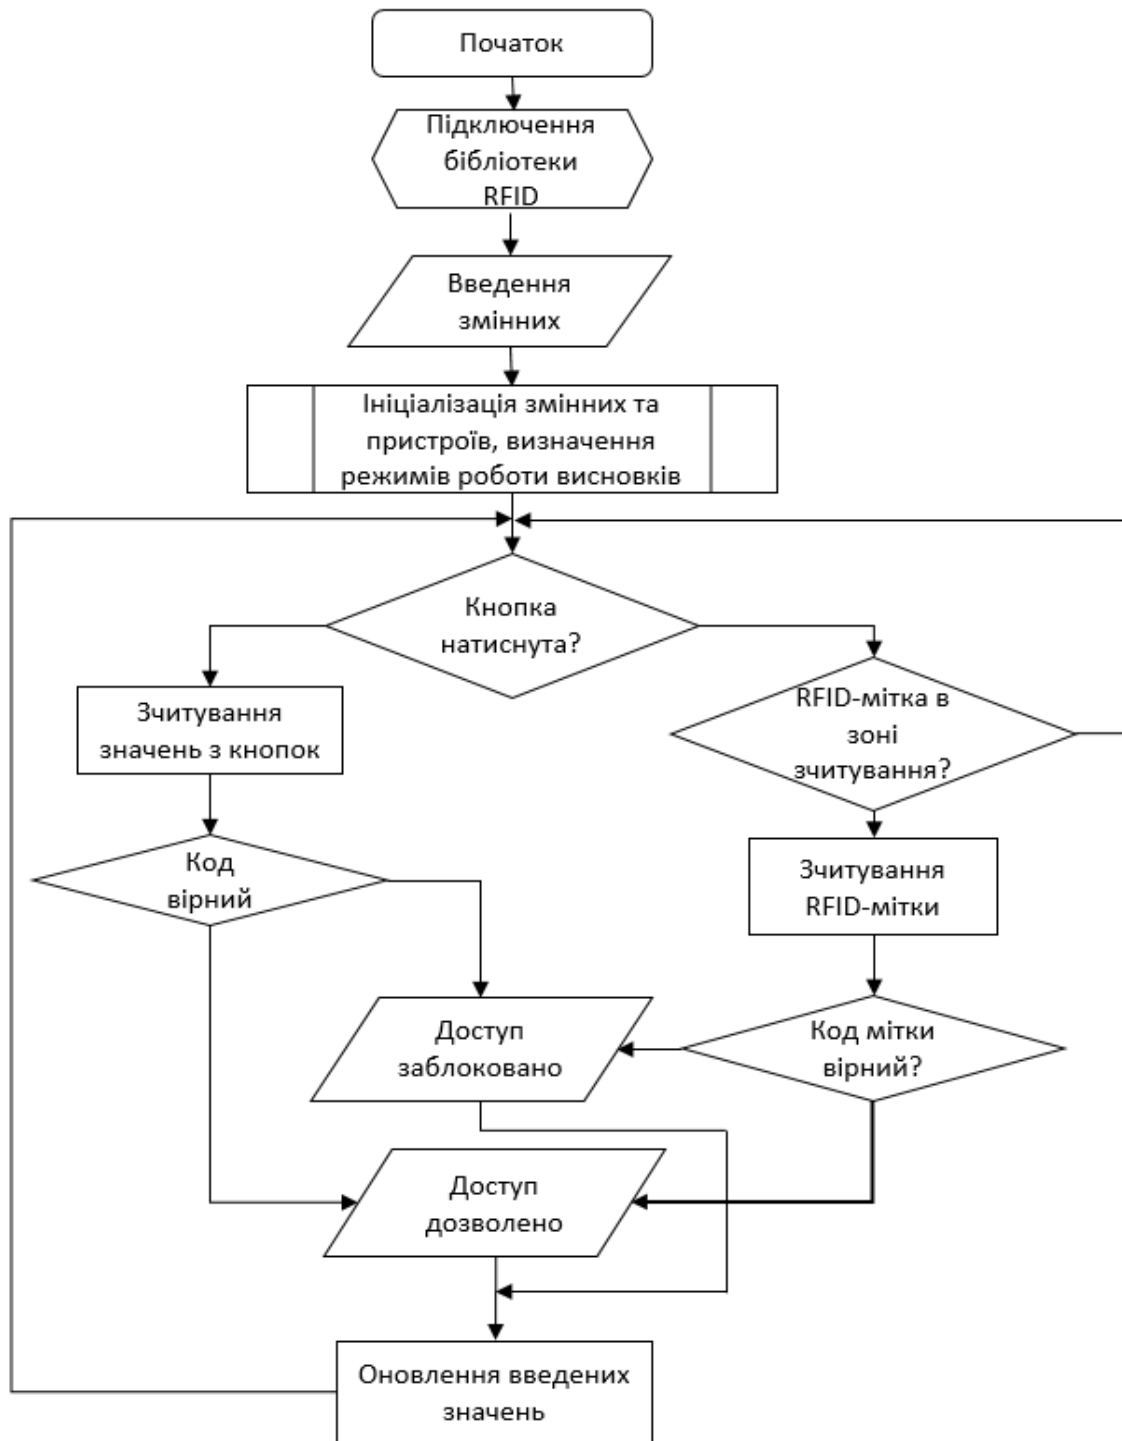 Початок
Підключення
бібліотеки
RFID
Введення
змінних
Ініціалізація змінних та
пристроїв, визначення
режимів роботи висновків
Кнопка
натиснута?
Зчитування
значень з кнопок
RFID-мітка в
зоні
зчитування?
Код
вірний
Зчитування
RFID-мітки
Доступ
заблоковано
Код мітки
вірний?
Доступ
дозволено
Оновлення введених
значень